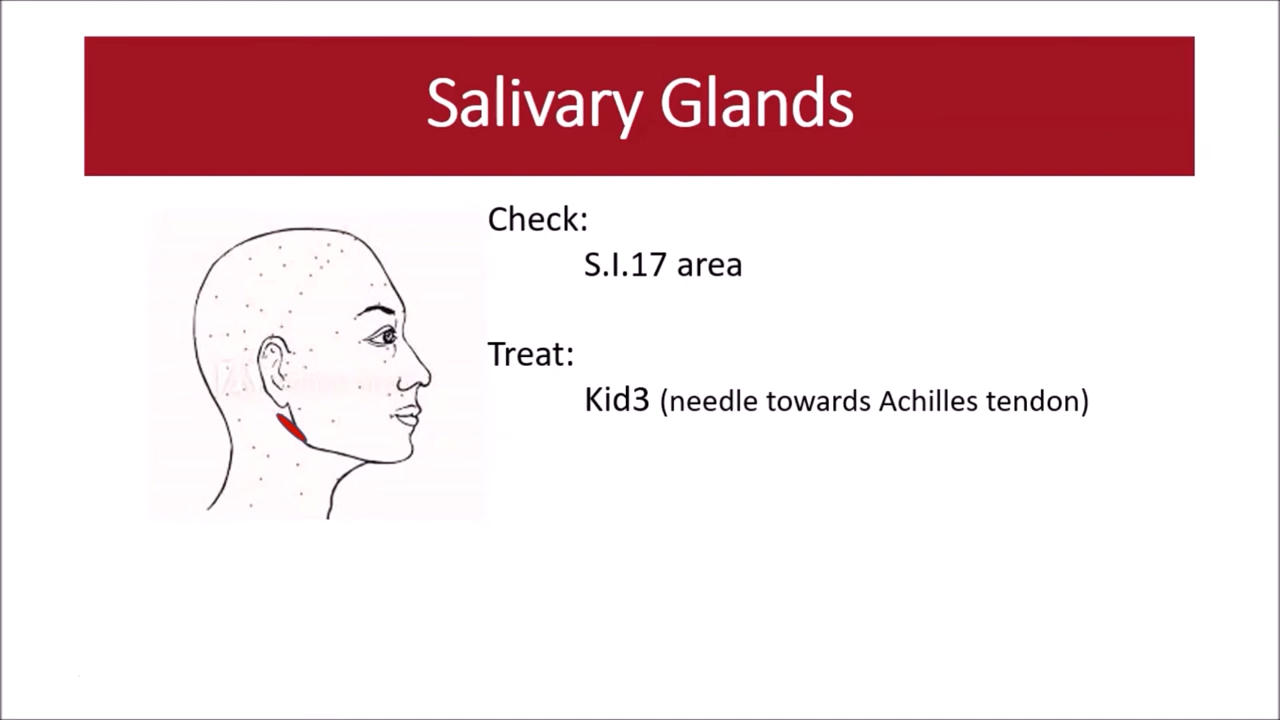 Salivary Glands
Check:
S.I.17 area
Treat:
Kid3 (needle towards Achilles tendon)